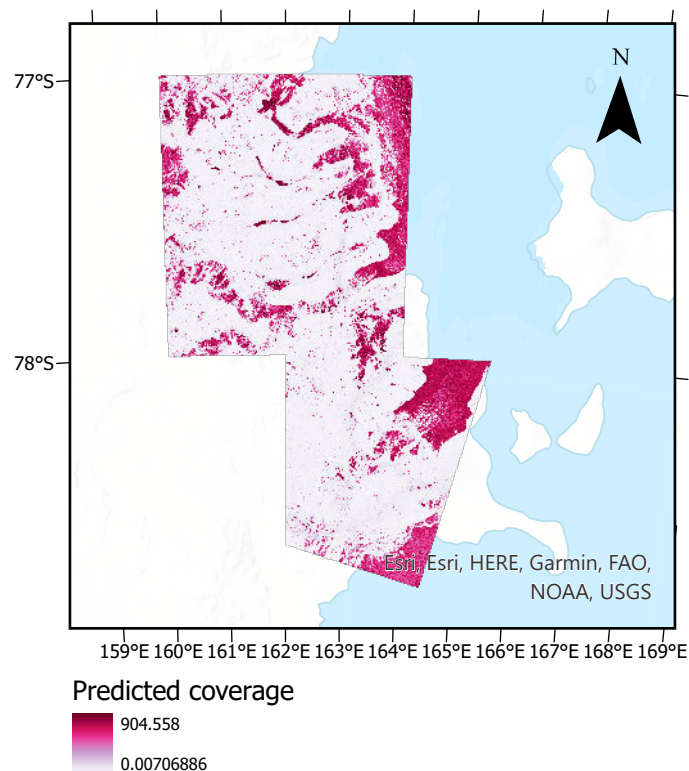 N
77°S
78°S
Esri, Esri, HERE, Garmin, FAO,
NOAA, USGS
159°E 160°E 161°E 162°E 163°E 164°E 165°E 166°E 167°E 168°E 169°E
Predicted coverage
904.558
0.00706886